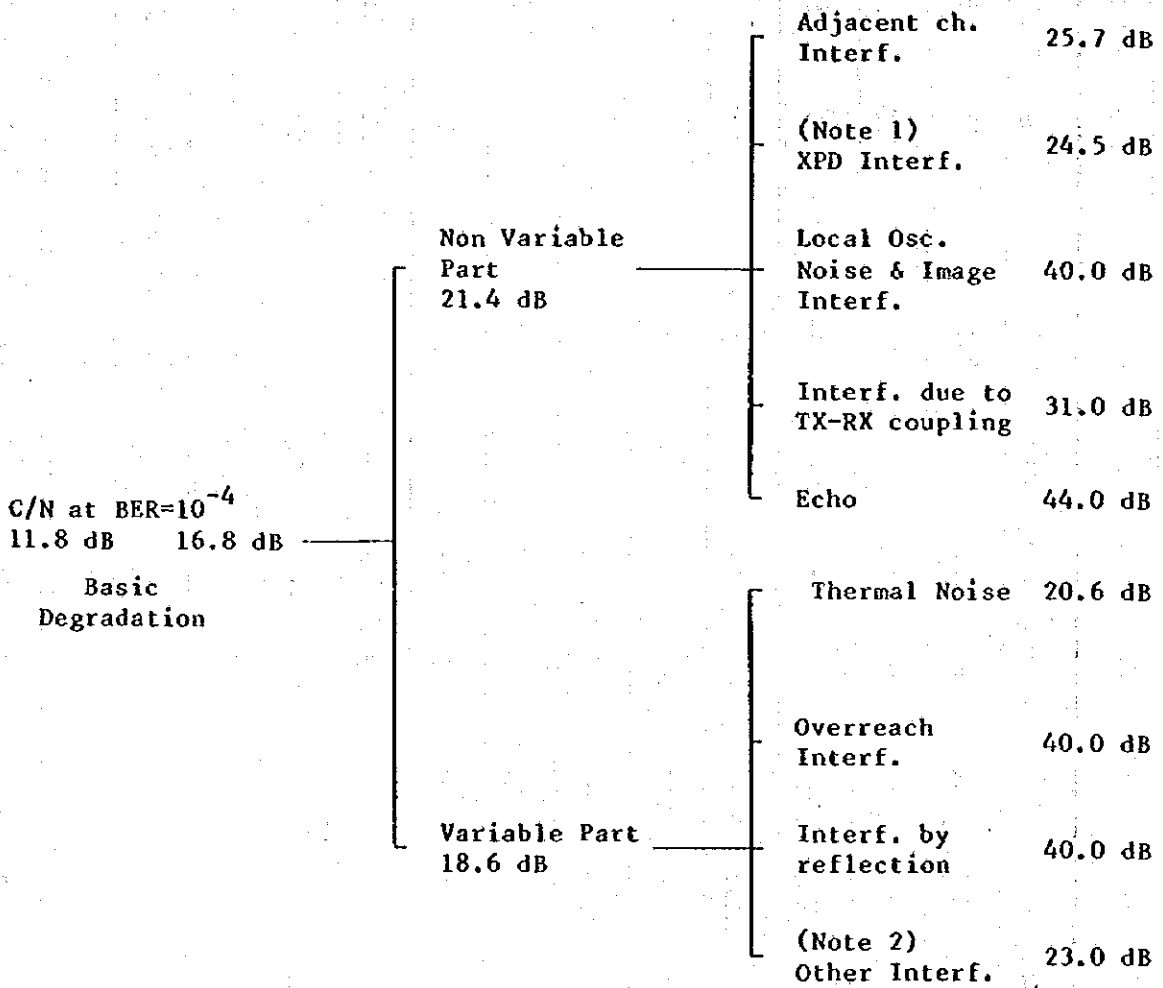 Adjacent ch.
Interf. 25.7 dB
(Note 1)
XPD Interf. 24.5 dB
Non Variable
Part
21.4 dB
Local Osc.
Noise & Image 40.0 dB
Interf.
Interf. due to
TX-RX coupling 31.0 dB
Echo 44.0 dB
C/N at BER=10⁻⁴
11.8 dB 16.8 dB
Basic
Degradation
Thermal Noise 20.6 dB
Overreach
Interf. 40.0 dB
Variable Part
18.6 dB
Interf. by
reflection 40.0 dB
(Note 2)
Other Interf. 23.0 dB